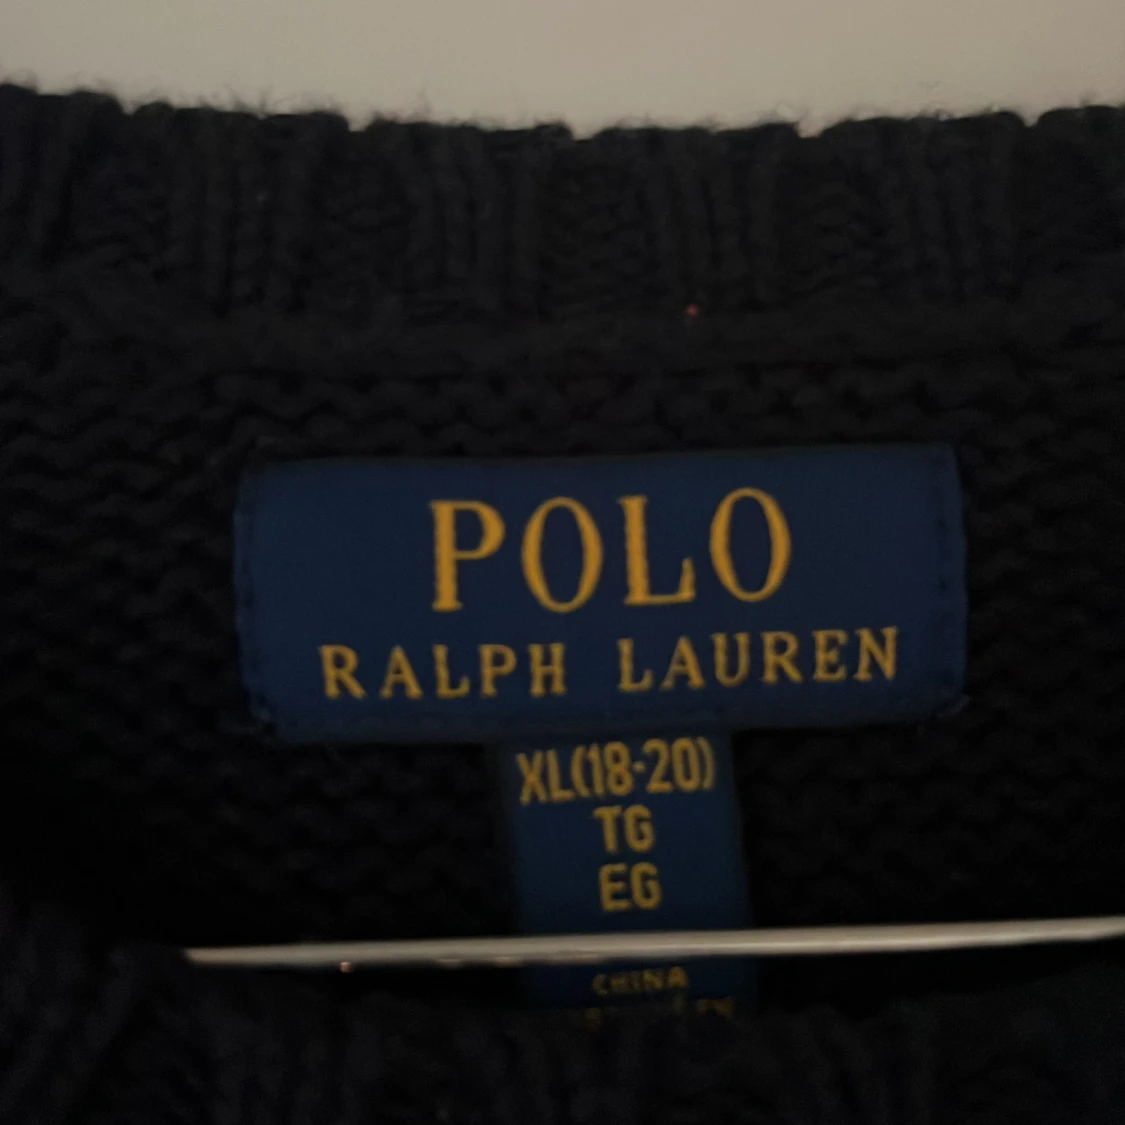 POLO
RALPH LAUREN
XL(18-20)
TG
EG
CHINA